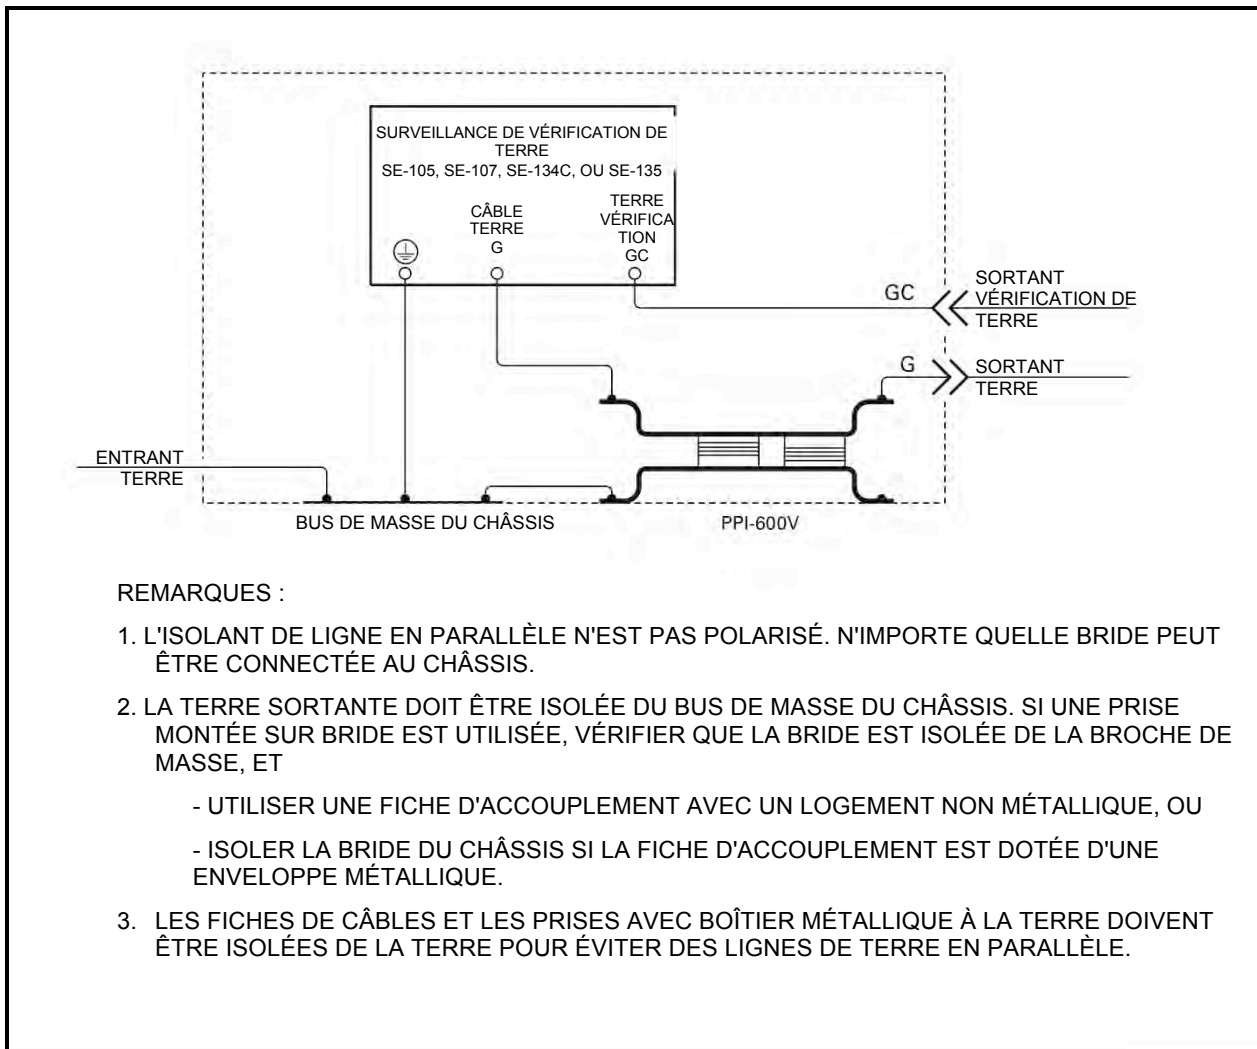 SURVEILLANCE DE VÉRIFICATION DE
TERRE
SE-105, SE-107, SE-134C, OU SE-135
CÂBLE
TERRE
G
TERRE
VÉRIFICA
TION
GC
GC
SORTANT
VÉRIFICATION DE
TERRE
G
SORTANT
TERRE
ENTRANT
TERRE
BUS DE MASSE DU CHÂSSIS
PPI-600V
REMARQUES :
1. L'ISOLANT DE LIGNE EN PARALLÈLE N'EST PAS POLARISÉ. N'IMPORTE QUELLE BRIDE PEUT
ÊTRE CONNECTÉE AU CHÂSSIS.
2. LA TERRE SORTANTE DOIT ÊTRE ISOLÉE DU BUS DE MASSE DU CHÂSSIS. SI UNE PRISE
MONTÉE SUR BRIDE EST UTILISÉE, VÉRIFIER QUE LA BRIDE EST ISOLÉE DE LA BROCHE DE
MASSE, ET
- UTILISER UNE FICHE D'ACCOUPLEMENT AVEC UN LOGEMENT NON MÉTALLIQUE, OU
- ISOLER LA BRIDE DU CHÂSSIS SI LA FICHE D'ACCOUPLEMENT EST DOTÉE D'UNE
ENVELOPPE MÉTALLIQUE.
3. LES FICHES DE CÂBLES ET LES PRISES AVEC BOÎTIER MÉTALLIQUE À LA TERRE DOIVENT
ÊTRE ISOLÉES DE LA TERRE POUR ÉVITER DES LIGNES DE TERRE EN PARALLÈLE.